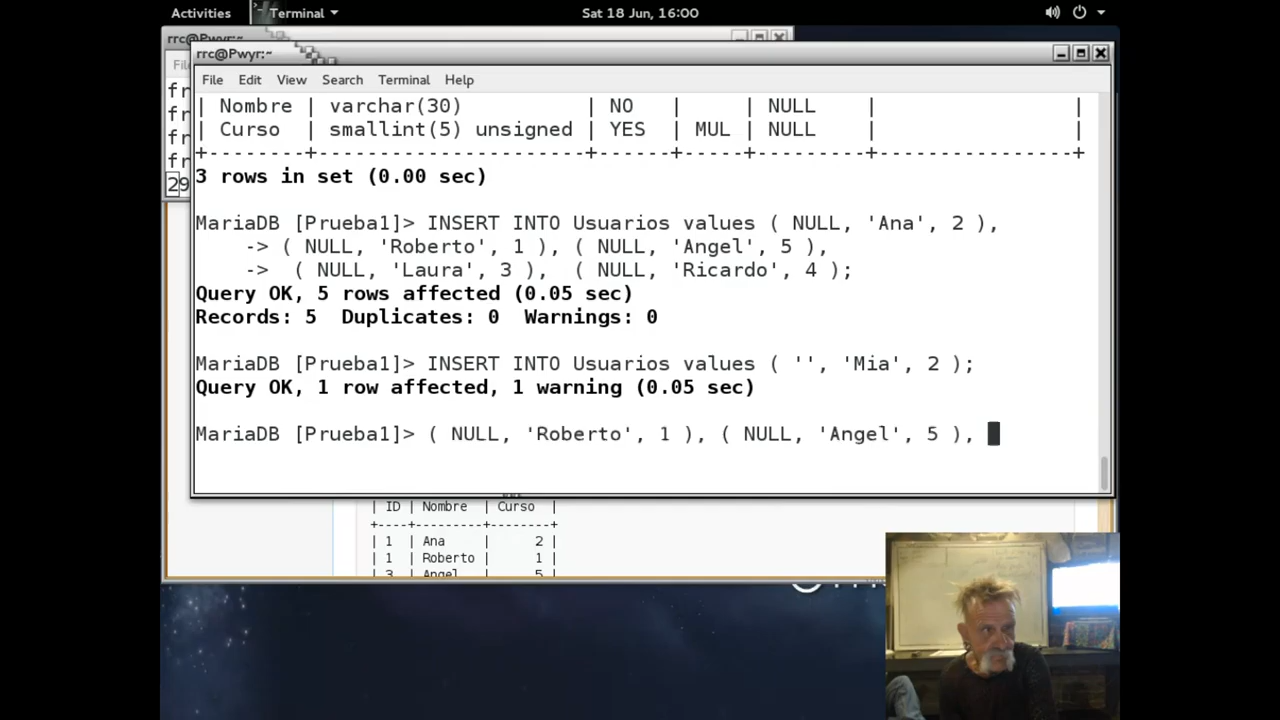 Activities
Terminal
Sat 18 Jun, 16:00
rrc@Pwyr:~
rrc@Pwyr:~
File Edit View Search Terminal Help
| Nombre | varchar(30) | NO | | NULL | |
| Curso | smallint(5) unsigned | YES | MUL | NULL | |
+--------+----------------------+------+-----+---------+----------------+
3 rows in set (0.00 sec)
MariaDB [Prueba1]> INSERT INTO Usuarios values ( NULL, 'Ana', 2 ),
-> ( NULL, 'Roberto', 1 ), ( NULL, 'Angel', 5 ),
-> ( NULL, 'Laura', 3 ), ( NULL, 'Ricardo', 4 );
Query OK, 5 rows affected (0.05 sec)
Records: 5 Duplicates: 0 Warnings: 0
MariaDB [Prueba1]> INSERT INTO Usuarios values ( '', 'Mia', 2 );
Query OK, 1 row affected, 1 warning (0.05 sec)
MariaDB [Prueba1]> ( NULL, 'Roberto', 1 ), ( NULL, 'Angel', 5 ),
| ID | Nombre | Curso |
+----+---------+--------+
| 1 | Ana | 2 |
| 1 | Roberto | 1 |
| 3 | Angel | 5 |